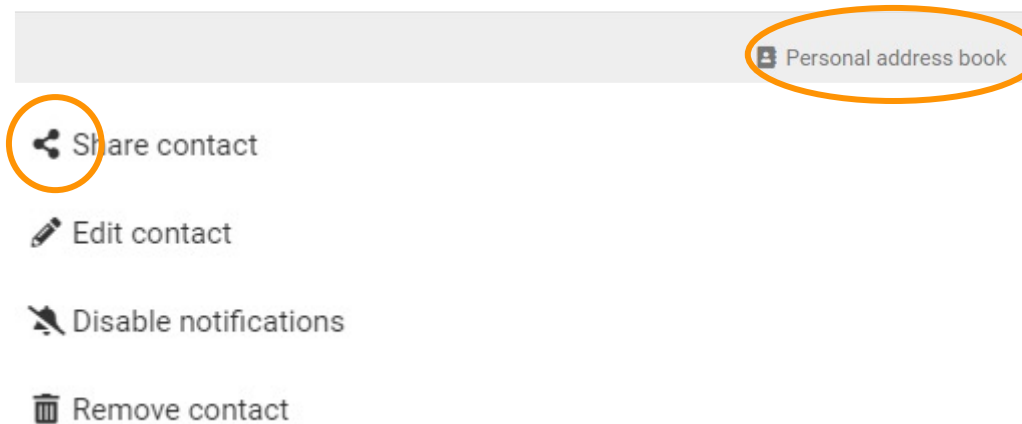 Personal address book
Share contact
Edit contact
Disable notifications
Remove contact